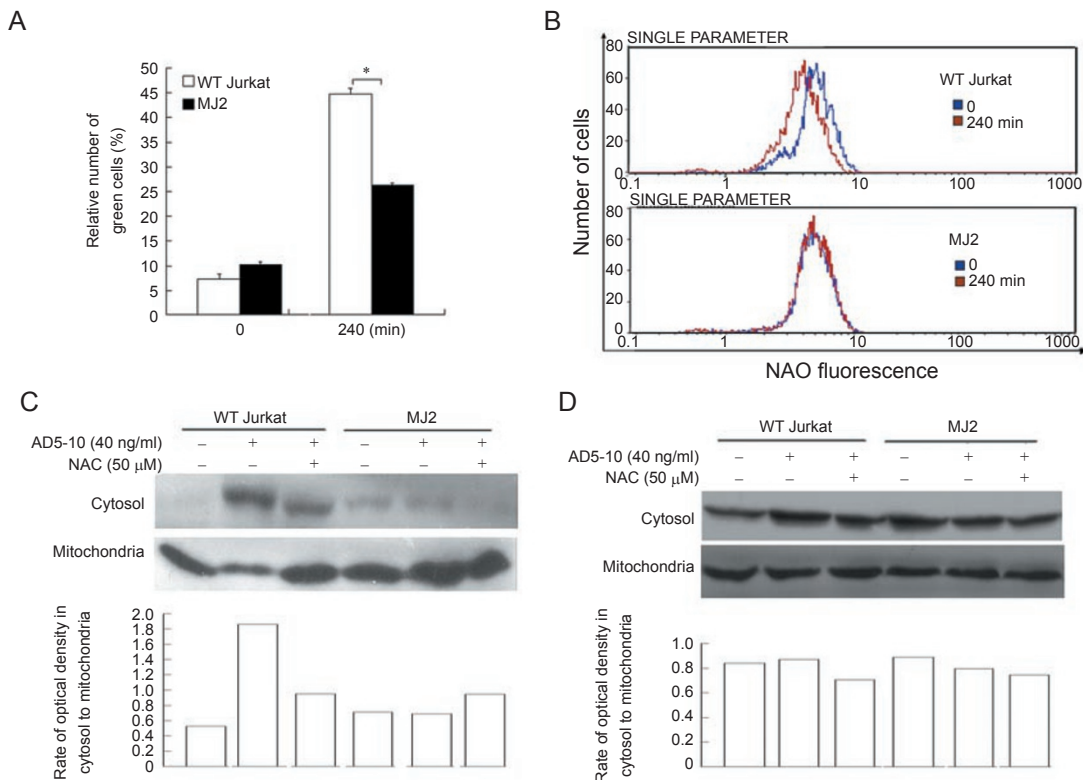 A
50
45
40
35
30
25
20
15
10
5
0
Relative number of
green cells (%)
WT Jurkat
MJ2
*
0
240 (min)
B
SINGLE PARAMETER
80
60
40
20
0
WT Jurkat
0
240 min
0.1
1
10
100
1000
SINGLE PARAMETER
80
60
40
20
0
MJ2
0
240 min
0.1
1
10
100
1000
Number of cells
NAO fluorescence
C
WT Jurkat
MJ2
AD5-10 (40 ng/ml) – + + – + +
NAC (50 µM) – – + – – +
Cytosol
Mitochondria
2.0
1.8
1.6
1.4
1.2
1.0
0.8
0.6
0.4
0.2
0
Rate of optical density in
cytosol to mitochondria
D
WT Jurkat
MJ2
AD5-10 (40 ng/ml) – + + – + +
NAC (50 µM) – – + – – +
Cytosol
Mitochondria
1.0
0.8
0.6
0.4
0.2
0
Rate of optical density in
cytosol to mitochondria